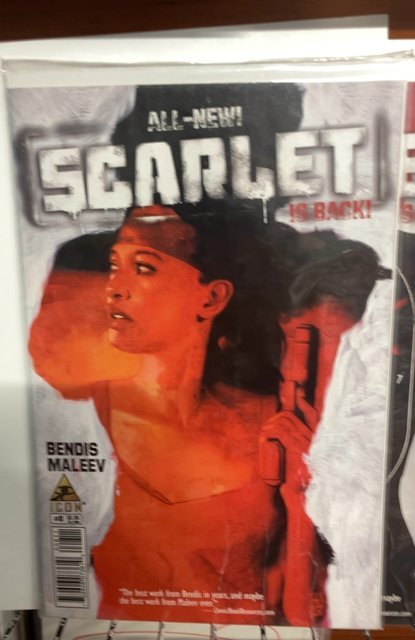 ALL-NEW!
SCARLET
IS BACK!
BENDIS
MALEEV
ICON
"The best work from Bendis in years, and maybe
the best work from Maleev ever."